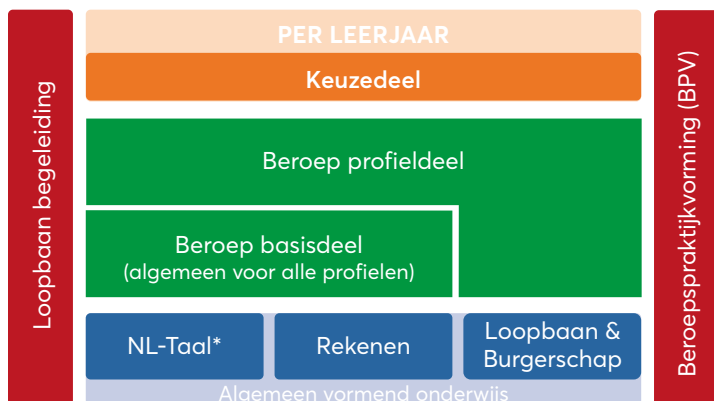 PER LEERJAAR
Keuzedeel
Loopbaan begeleiding
Beroep profieldeel
Beroep basisdeel
(algemeen voor alle profielen)
NL-Taal*
Rekenen
Loopbaan &
Burgerschap
Algemeen vormend onderwijs
Beroepspraktijkvorming (BPV)